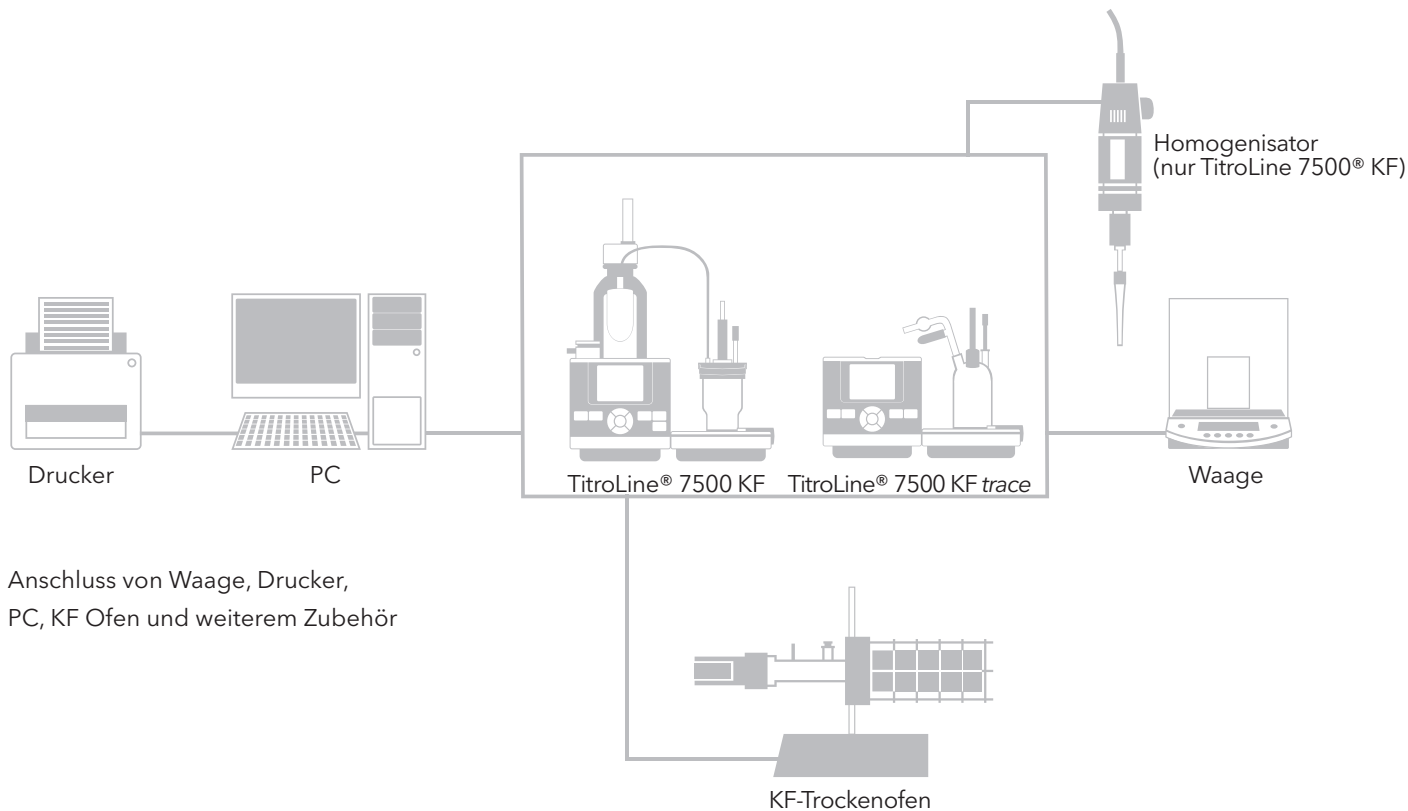 Homogenisator
(nur TitroLine 7500® KF)
Drucker
PC
TitroLine® 7500 KF
TitroLine® 7500 KF trace
Waage
Anschluss von Waage, Drucker,
PC, KF Ofen und weiterem Zubehör
KF-Trockenofen